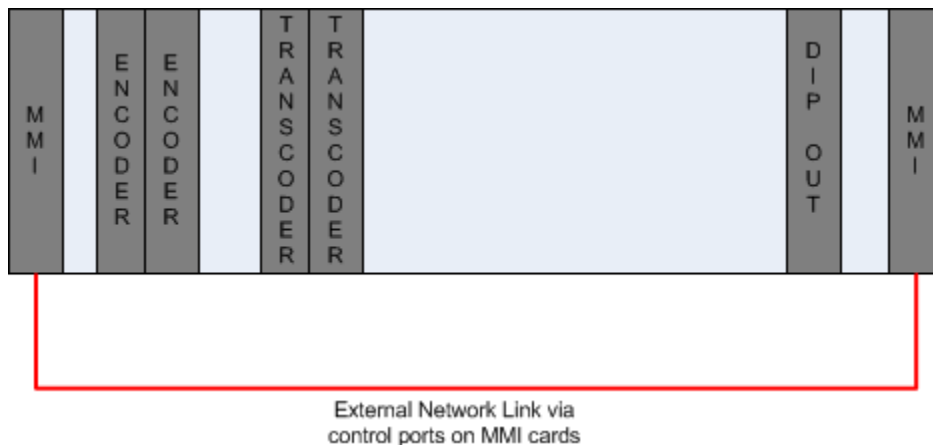 MMI
ENCODER
ENCODER
TRANSCODER
TRANSCODER
DIP OUT
MMI
External Network Link via
control ports on MMI cards